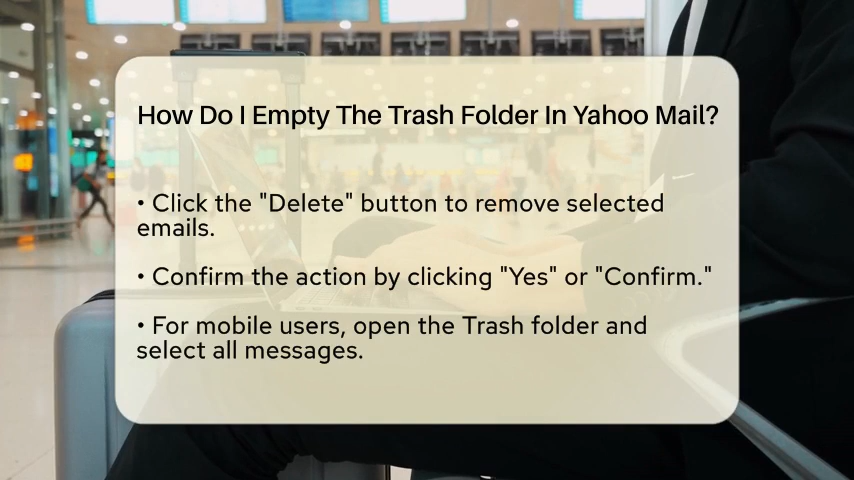 How Do I Empty The Trash Folder In Yahoo Mail?
• Click the "Delete" button to remove selected
emails.
• Confirm the action by clicking "Yes" or "Confirm."
• For mobile users, open the Trash folder and
select all messages.